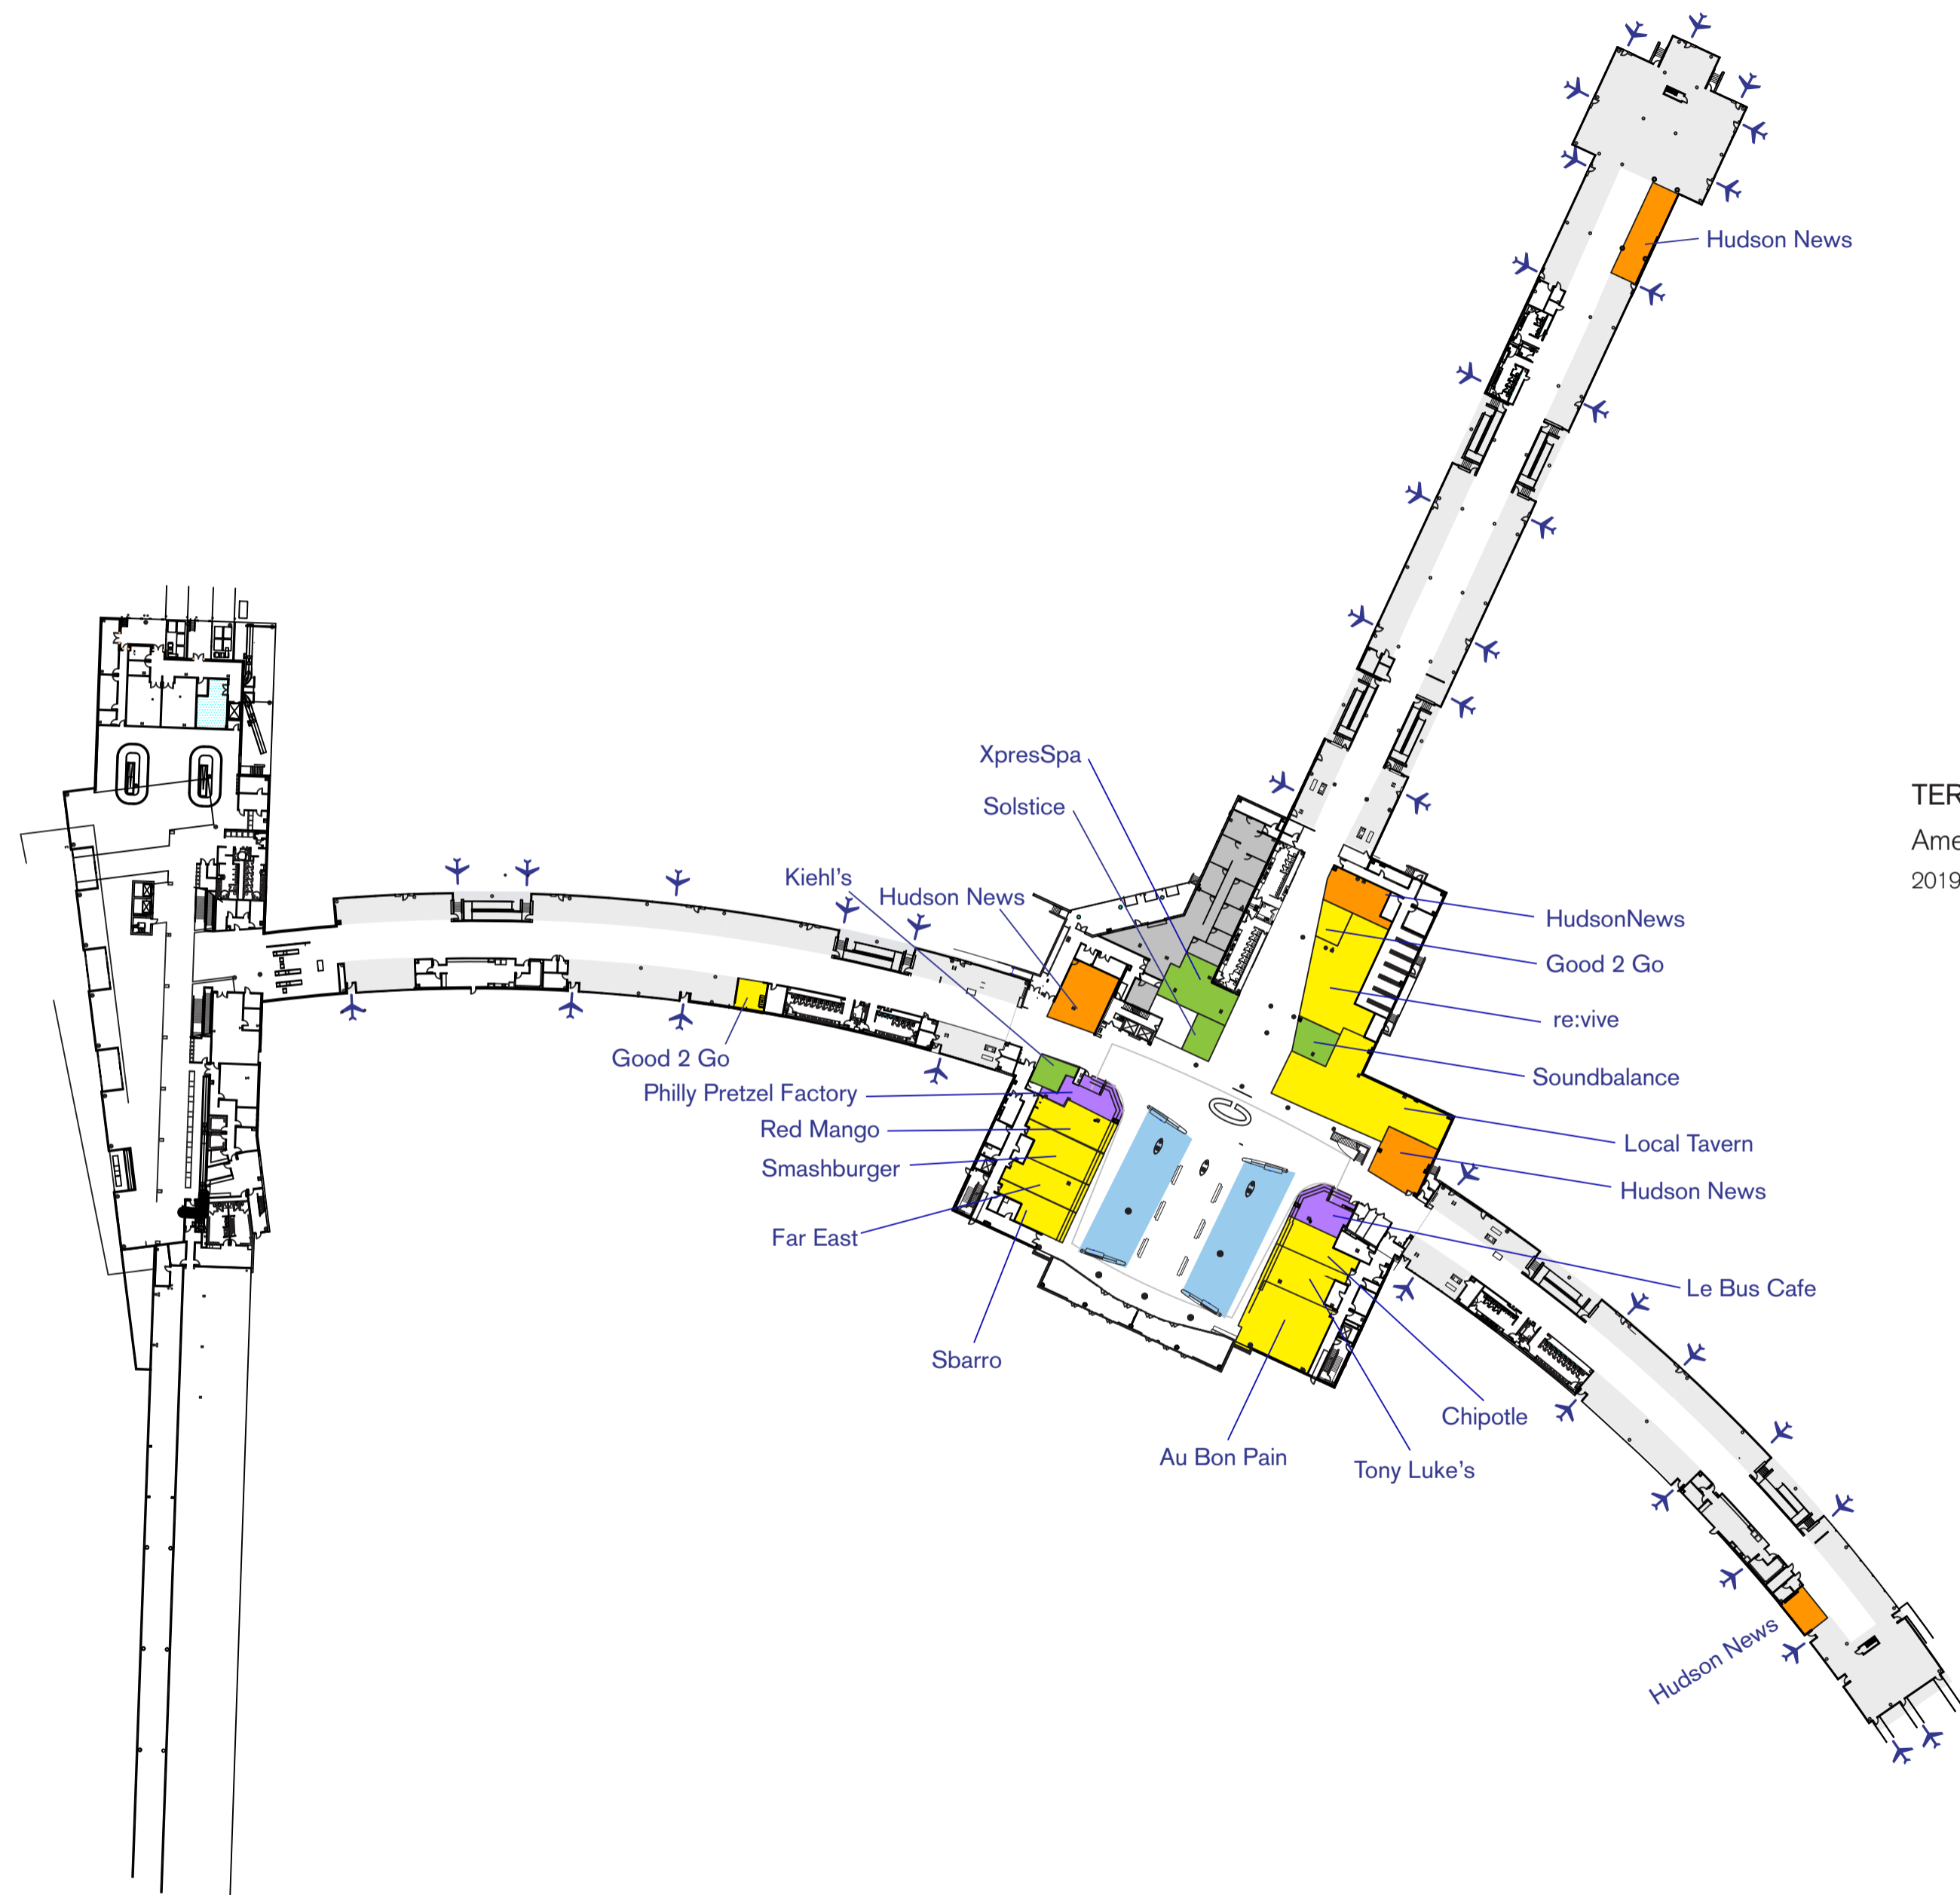 Hudson News
XpresSpa
Solstice
TER
Ame
2019
Kiehl's
Hudson News
HudsonNews
Good 2 Go
re:vive
Good 2 Go
Soundbalance
Philly Pretzel Factory
Red Mango
Local Tavern
Smashburger
Hudson News
Far East
Le Bus Cafe
Sbarro
Chipotle
Au Bon Pain
Tony Luke's
Hudson News